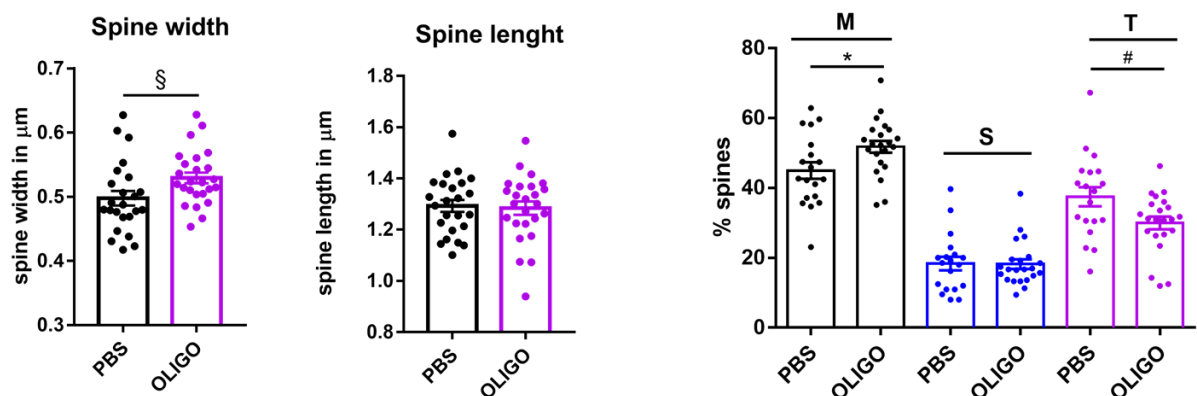 Spine width
spine width in μm
0.7
0.6
0.5
0.4
0.3
§
PBS
OLIGO
Spine lenght
spine length in μm
1.8
1.6
1.4
1.2
1.0
0.8
PBS
OLIGO
% spines
80
60
40
20
0
M
*
S
T
#
PBS
OLIGO
PBS
OLIGO
PBS
OLIGO